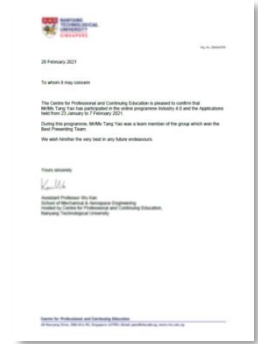 NANYANG
TECHNOLOGICAL
UNIVERSITY
SINGAPORE
25 February 2021
To whom it may concern
The Centre for Professional and Continuing Education is pleased to confirm that
Mr/Ms Tang Yao has participated in the online programme Industry 4.0 and the Applications
held from 23 January to 7 February 2021.
During this programme, Mr/Ms Tang Yao was a team member of the group which won the
Best Presenting Team.
We wish him/her the very best in any future endeavours.
Yours sincerely
Assistant Professor Wu Kan
School of Mechanical & Aerospace Engineering
Hosted by Centre for Professional and Continuing Education,
Nanyang Technological University
Centre for Professional and Continuing Education